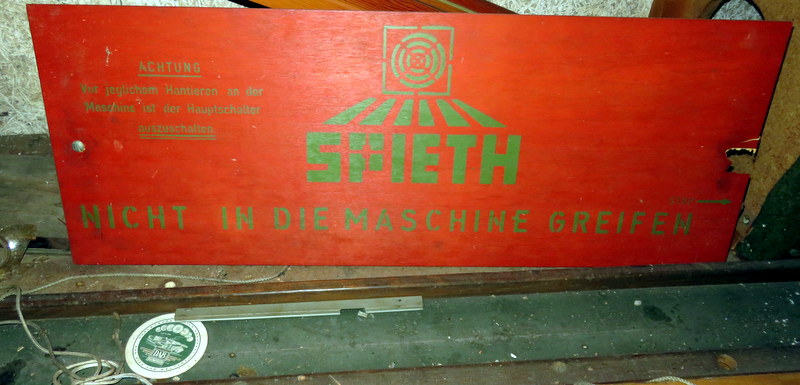 ACHTUNG
Vor jeglichem Hantieren an der
Maschine ist der Hauptschalter
auszuschalten.
SPIETH
NICHT IN DIE MASCHINE GREIFEN